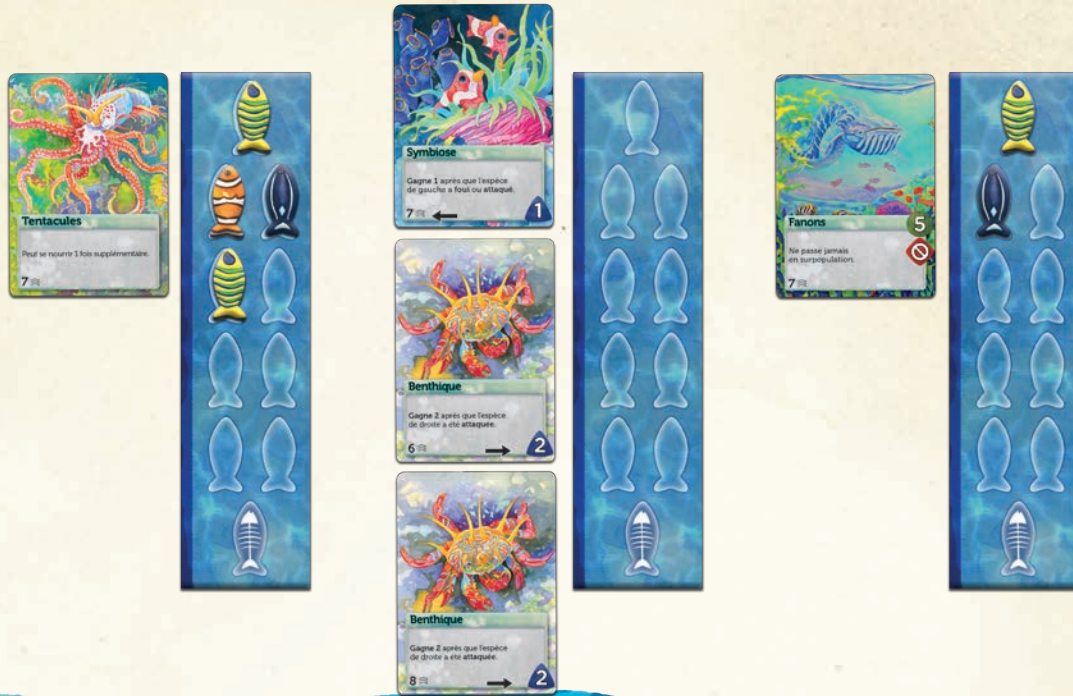 Tentacules
Peut se nourrir 1 fois supplémentaire.
7
Symbiose
Gagne 1 après que l'espèce
de gauche a foui ou attaqué.
7
1
Benthique
Gagne 2 après que l'espèce
de droite a été attaquée.
6
2
Benthique
Gagne 2 après que l'espèce
de droite a été attaquée.
8
2
Fanons
5
Ne passe jamais
en surpopulation.
7